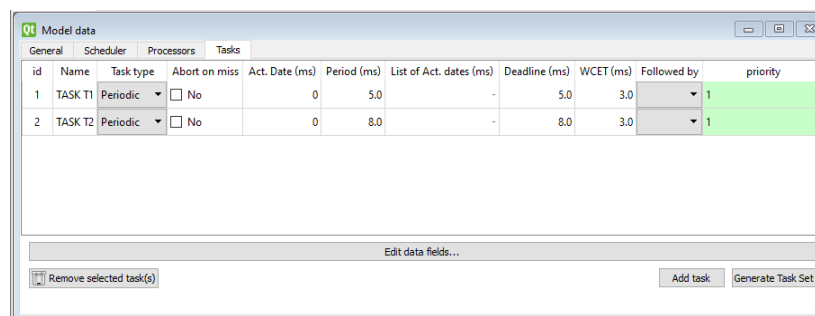 Qt Model data
General Scheduler Processors Tasks
id Name Task type Abort on miss Act. Date (ms) Period (ms) List of Act. dates (ms) Deadline (ms) WCET (ms) Followed by priority
1 TASK T1 Periodic No 0 5.0 - 5.0 3.0 1
2 TASK T2 Periodic No 0 8.0 - 8.0 3.0 1
Edit data fields...
Remove selected task(s) Add task Generate Task Set